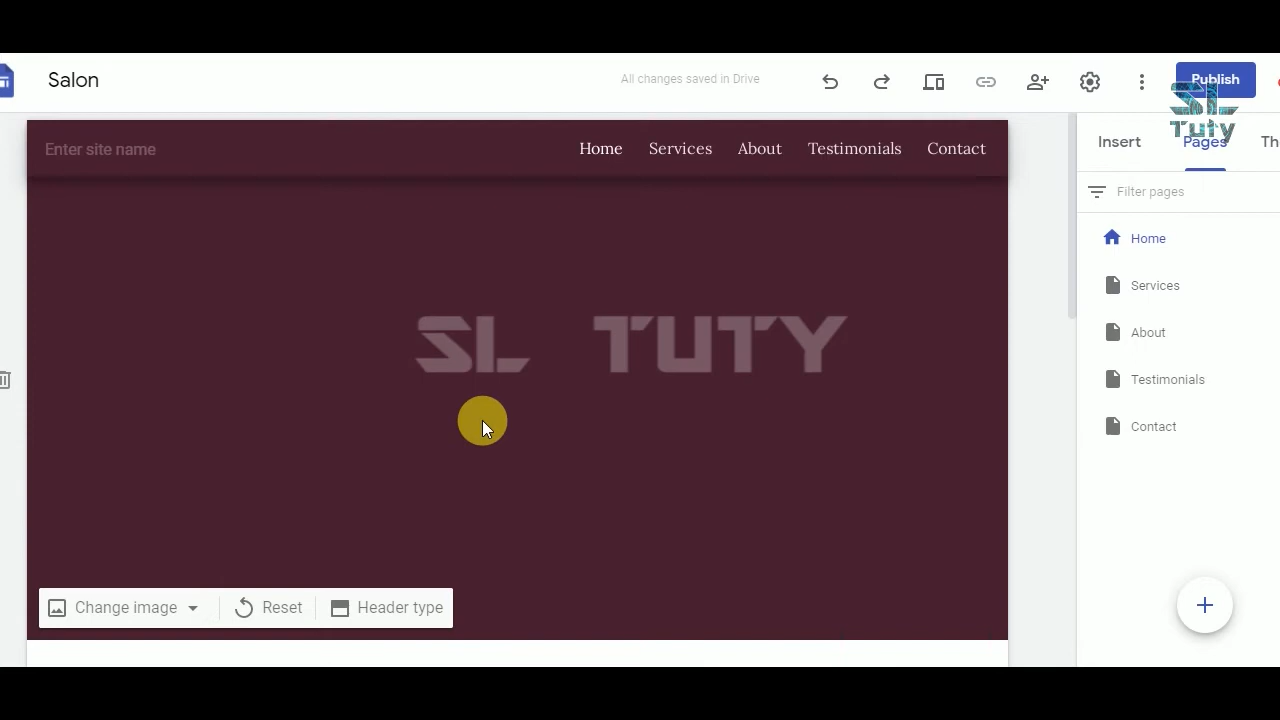 Salon
All changes saved in Drive
Publish
SL
Tuty
Insert
Pages
Th
Enter site name
Home
Services
About
Testimonials
Contact
Filter pages
Home
Services
About
Testimonials
Contact
SL TUTY
Change image
Reset
Header type